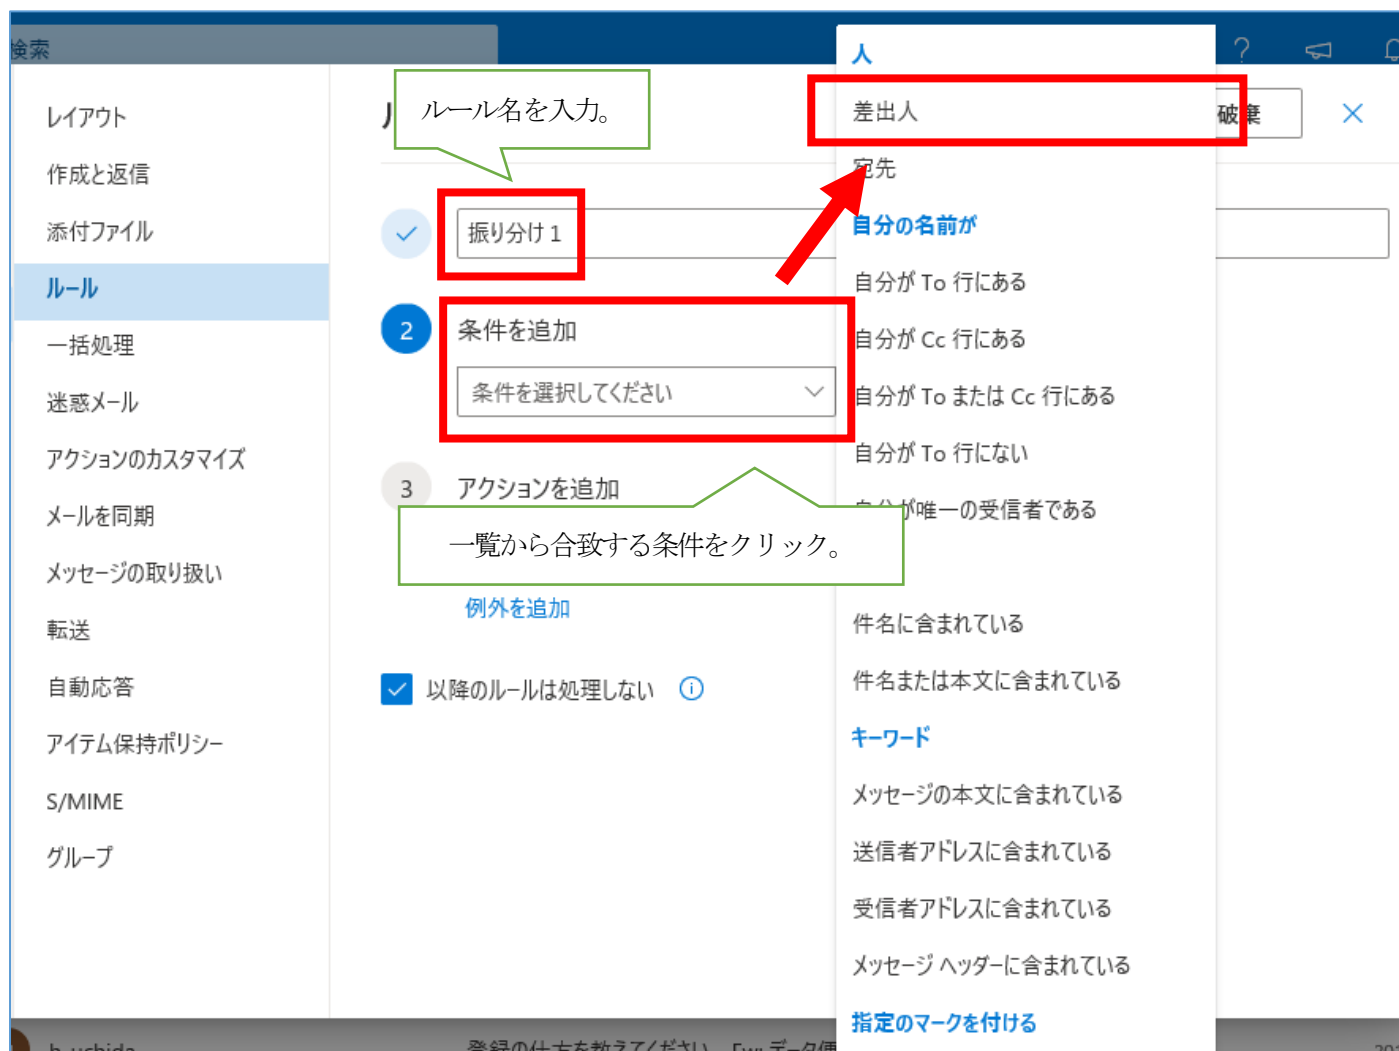 検索
?
レイアウト
作成と返信
添付ファイル
ルール
一括処理
迷惑メール
アクションのカスタマイズ
メールを同期
メッセージの取り扱い
転送
自動応答
アイテム保持ポリシー
S/MIME
グループ
ルール名を入力。
破棄
振り分け 1
2
条件を追加
条件を選択してください
3
アクションを追加
一覧から合致する条件をクリック。
例外を追加
以降のルールは処理しない
人
差出人
宛先
自分の名前が
自分が To 行にある
自分が Cc 行にある
自分が To または Cc 行にある
自分が To 行にない
自分が唯一の受信者である
件名に含まれている
件名または本文に含まれている
キーワード
メッセージの本文に含まれている
送信者アドレスに含まれている
受信者アドレスに含まれている
メッセージ ヘッダーに含まれている
指定のマークを付ける